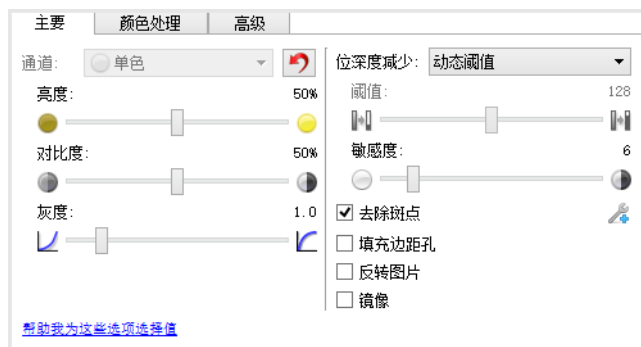 主要 颜色处理 高级
通道: 单色
亮度: 50%
对比度: 50%
灰度: 1.0
帮助我为这些选项选择值
位深度减少: 动态阈值
阈值: 128
敏感度: 6
去除斑点
填充边距孔
反转图片
镜像